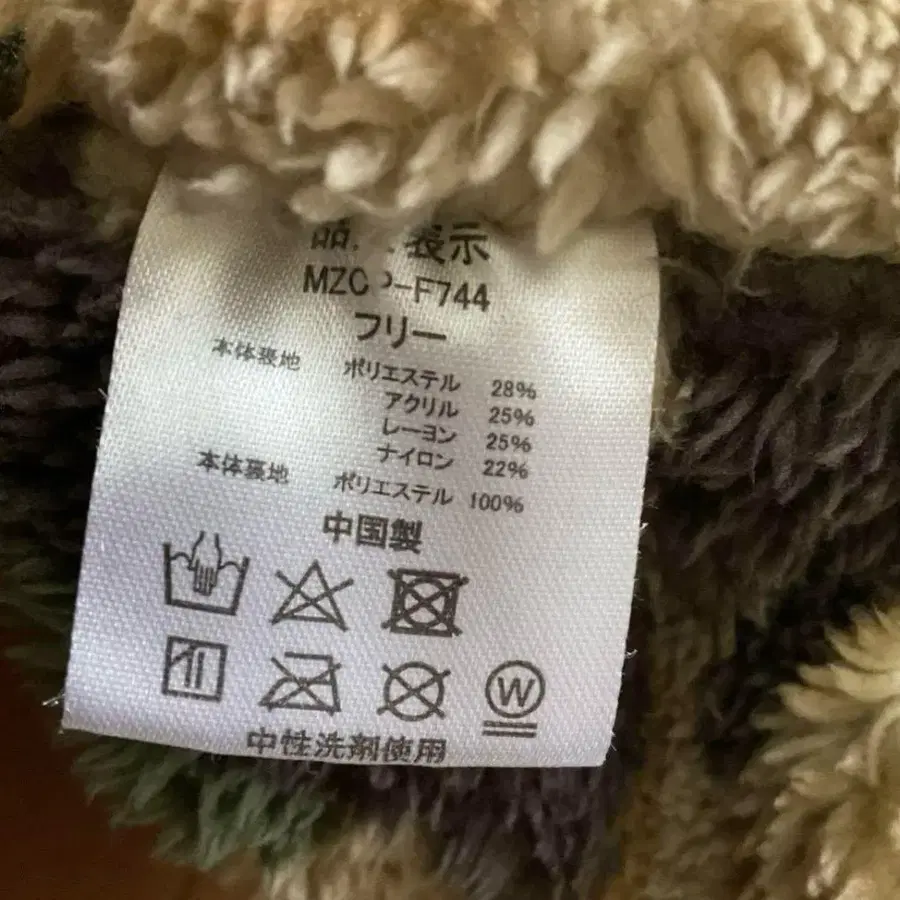 表示
MZC P-F744
フリー
本体表地 ポリエステル 28%
アクリル 25%
レーヨン 25%
ナイロン 22%
本体裏地 ポリエステル 100%
中国製
W
中性洗剤使用